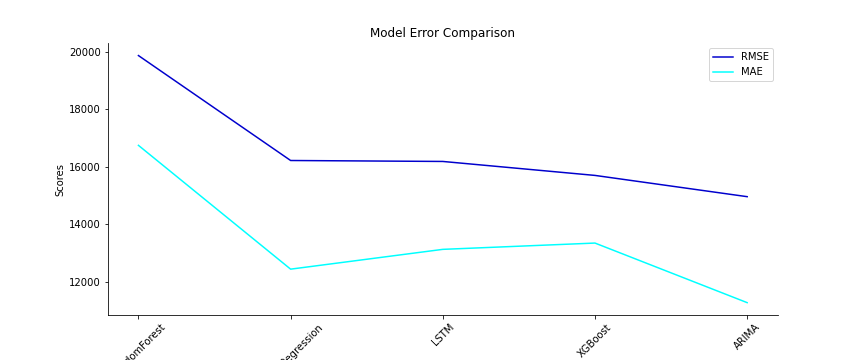 Model Error Comparison
RMSE
MAE
20000
18000
16000
14000
12000
Scores
LSTM
XGBoost
ARIMA